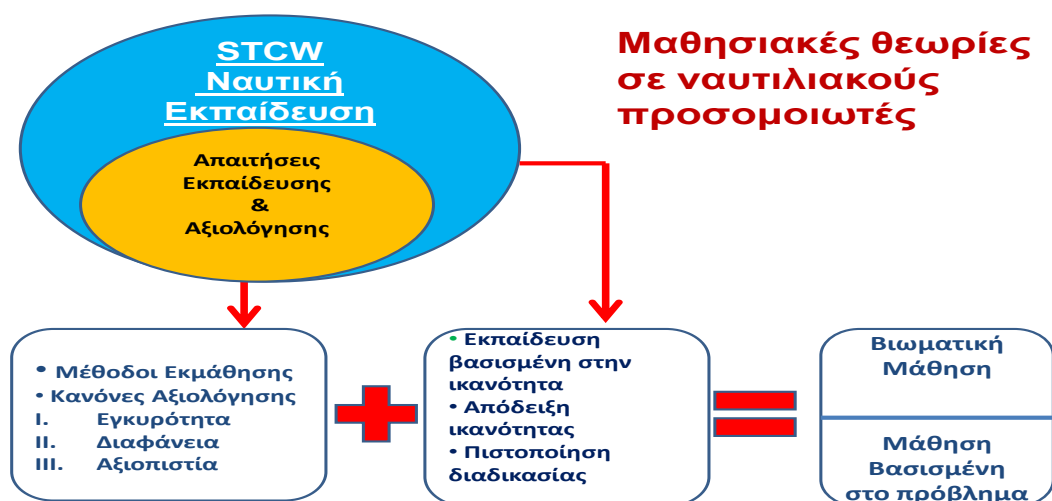 STCW
Ναυτική
Εκπαίδευση
Απαιτήσεις
Εκπαίδευσης
&
Αξιολόγησης
Μαθησιακές θεωρίες
σε ναυτιλιακούς
προσομοιωτές
• Μέθοδοι Εκμάθησης
• Κανόνες Αξιολόγησης
I. Εγκυρότητα
II. Διαφάνεια
III. Αξιοπιστία
• Εκπαίδευση
βασισμένη στην
ικανότητα
• Απόδειξη
ικανότητας
• Πιστοποίηση
διαδικασίας
Βιωματική
Μάθηση
Μάθηση
Βασισμένη
στο πρόβλημα